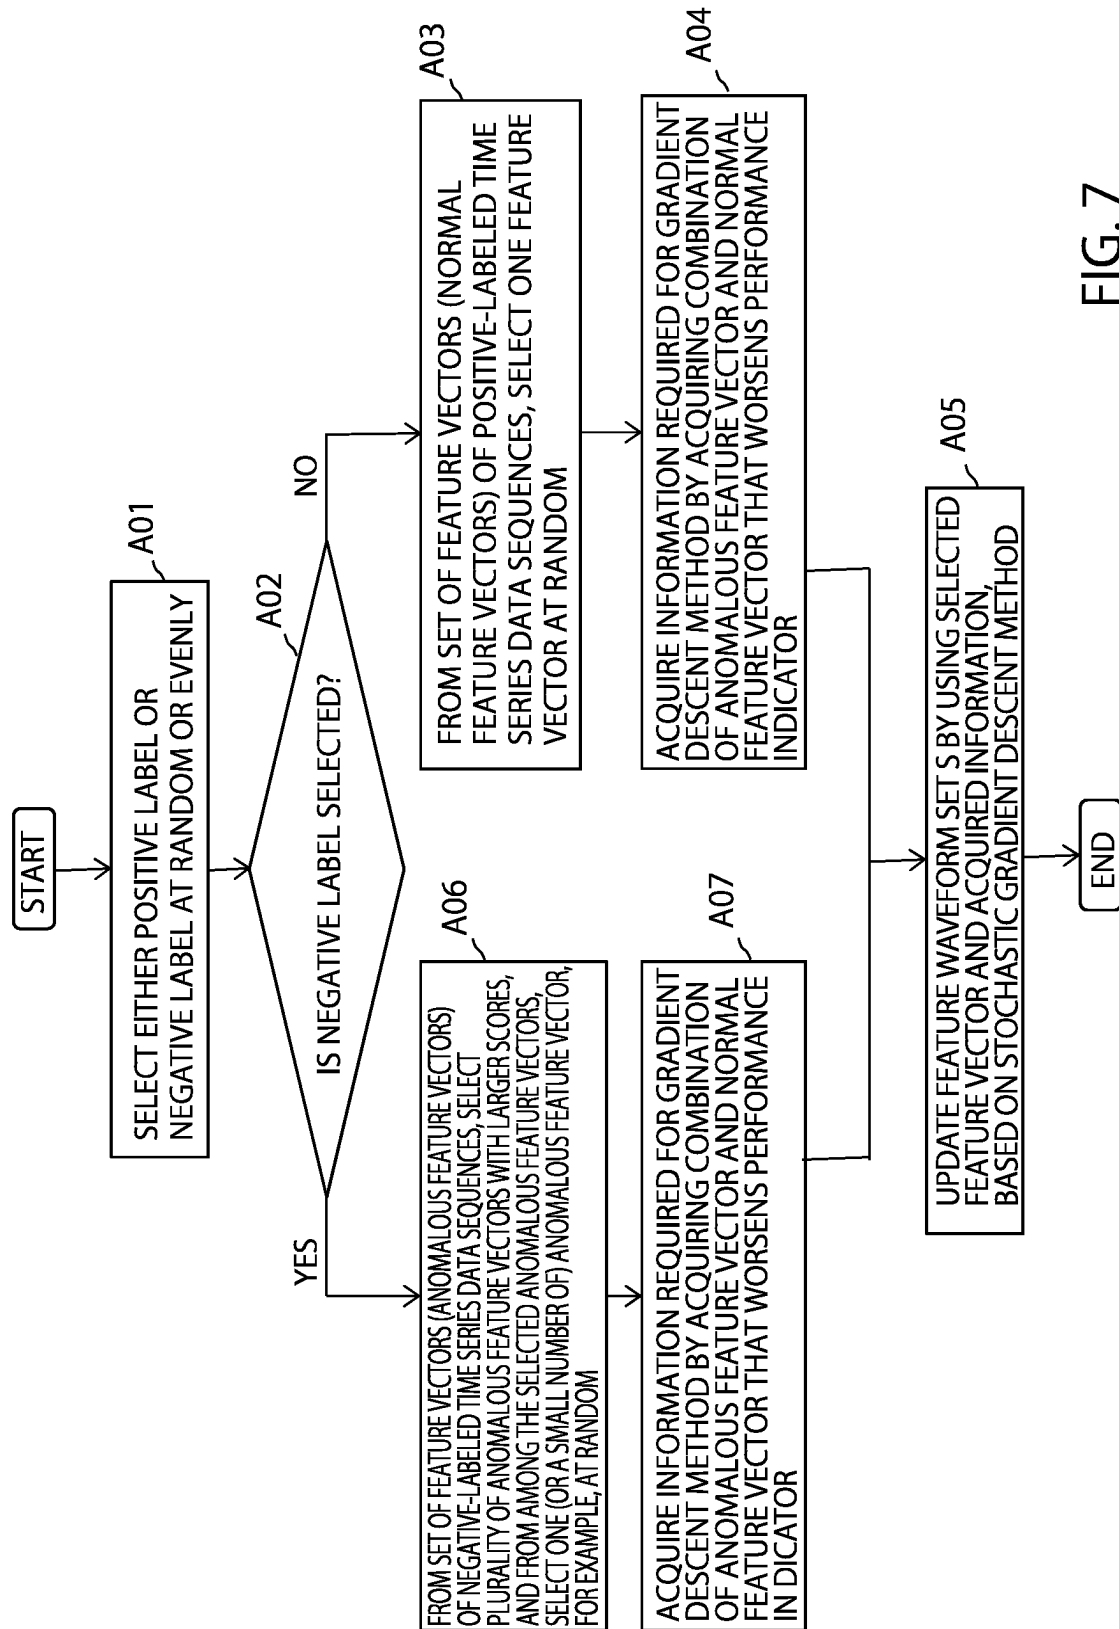 START
SELECT EITHER POSITIVE LABEL OR
NEGATIVE LABEL AT RANDOM OR EVENLY
A01
A02
IS NEGATIVE LABEL SELECTED?
YES
NO
FROM SET OF FEATURE VECTORS (ANOMALOUS FEATURE VECTORS)
OF NEGATIVE-LABELED TIME SERIES DATA SEQUENCES, SELECT
PLURALITY OF ANOMALOUS FEATURE VECTORS WITH LARGER SCORES,
AND FROM AMONG THE SELECTED ANOMALOUS FEATURE VECTORS,
SELECT ONE (OR A SMALL NUMBER OF) ANOMALOUS FEATURE VECTOR,
FOR EXAMPLE, AT RANDOM
A06
FROM SET OF FEATURE VECTORS (NORMAL
FEATURE VECTORS) OF POSITIVE-LABELED TIME
SERIES DATA SEQUENCES, SELECT ONE FEATURE
VECTOR AT RANDOM
A03
ACQUIRE INFORMATION REQUIRED FOR GRADIENT
DESCENT METHOD BY ACQUIRING COMBINATION
OF ANOMALOUS FEATURE VECTOR AND NORMAL
FEATURE VECTOR THAT WORSENS PERFORMANCE
IN DICATOR
A07
ACQUIRE INFORMATION REQUIRED FOR GRADIENT
DESCENT METHOD BY ACQUIRING COMBINATION
OF ANOMALOUS FEATURE VECTOR AND NORMAL
FEATURE VECTOR THAT WORSENS PERFORMANCE
INDICATOR
A04
UPDATE FEATURE WAVEFORM SET S BY USING SELECTED
FEATURE VECTOR AND ACQUIRED INFORMATION,
BASED ON STOCHASTIC GRADIENT DESCENT METHOD
A05
END
FIG. 7